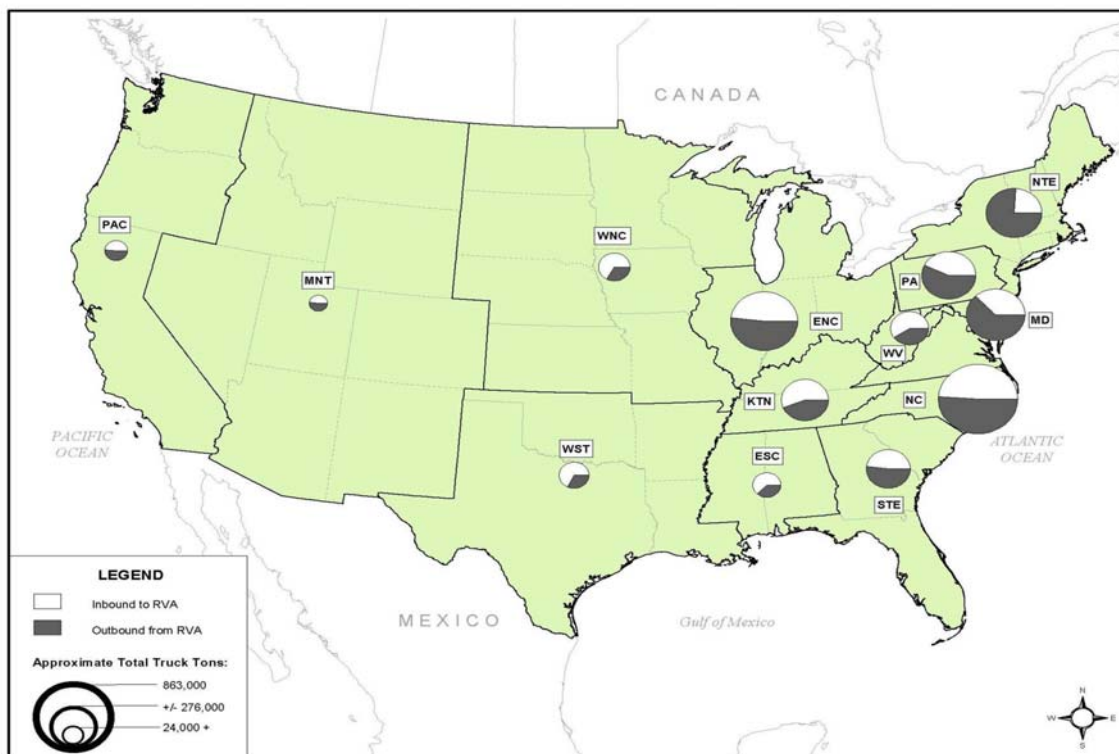 CANADA
NTE
PAC
WNC
MNT
PA
ENC
MD
WV
KTN
NC
PACIFIC
OCEAN
ATLANTIC
OCEAN
WST
ESC
STE
LEGEND
Inbound to RVA
Outbound from RVA
Approximate Total Truck Tons:
863,000
+/- 276,000
24,000 +
MEXICO
Gulf of Mexico
N
W
E
S